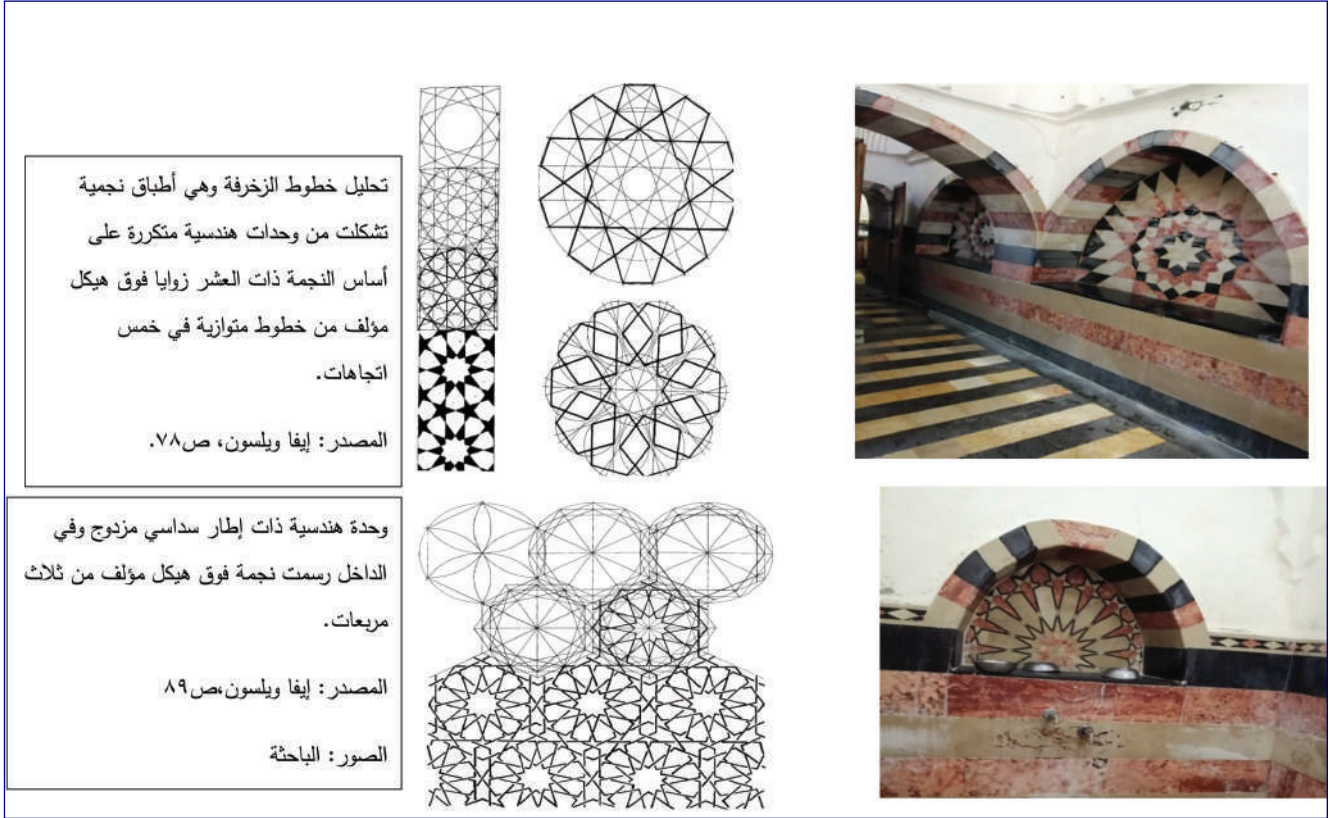 تحليل خطوط الزخرفة وهي أطباق نجمية
تشكلت من وحدات هندسية متكررة على
أساس النجمة ذات العشر زوايا فوق هيكل
مؤلف من خطوط متوازية في خمس
اتجاهات.
المصدر: إيفا ويلسون، ص٧٨.
وحدة هندسية ذات إطار سداسي مزدوج وفي
الداخل رسمت نجمة فوق هيكل مؤلف من ثلاث
مربعات.
المصدر: إيفا ويلسون،ص٨٩
الصور: الباحثة